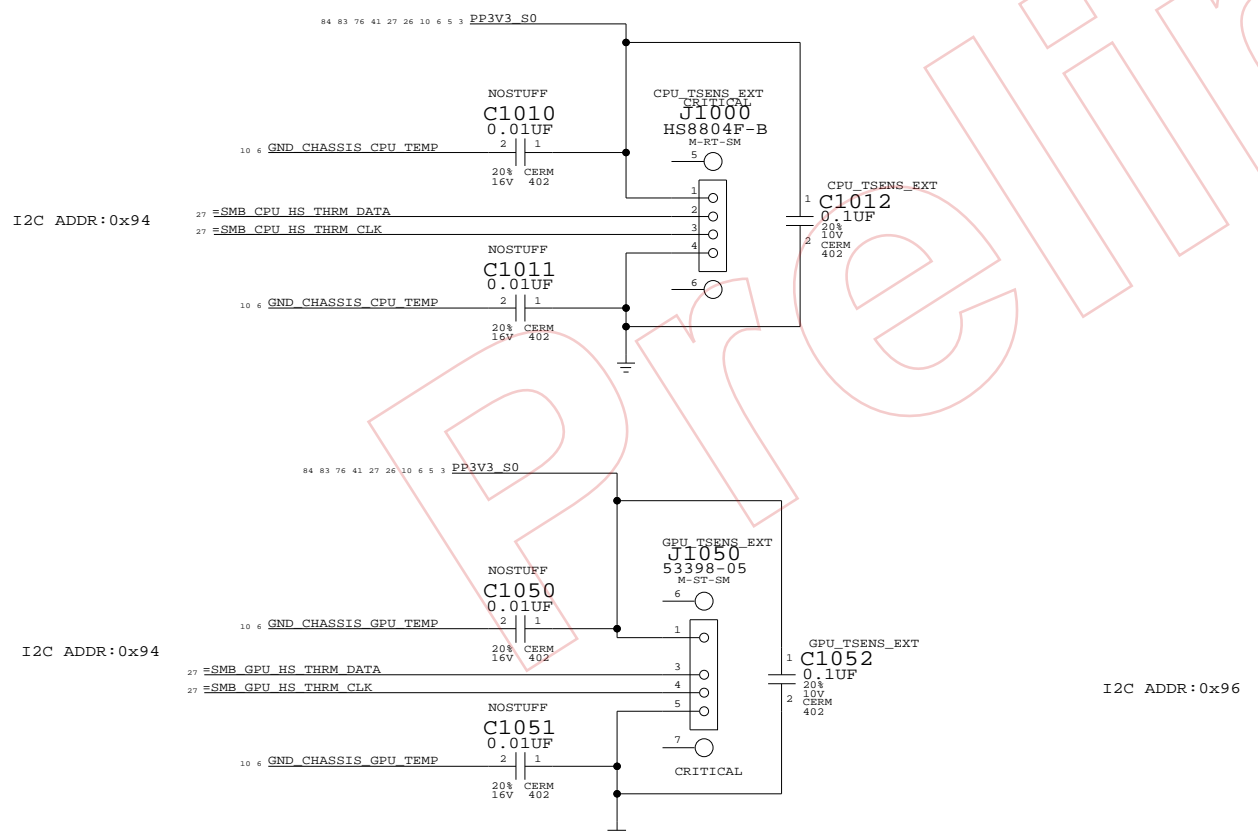 84 83 76 41 27 26 10 6 5 3 PP3V3_S0
NOSTUFF
C1010
0.01UF
10 6 GND_CHASSIS_CPU_TEMP
2 1
20% CERM
16V 402
CPU_TSENS_EXT
CRITICAL
J1000
HS8804F-B
M-RT-SM
5
1
2
3
4
6
I2C ADDR:0x94
27 =SMB_CPU_HS_THRM_DATA
27 =SMB_CPU_HS_THRM_CLK
CPU_TSENS_EXT
1
C1012
0.1UF
20%
10V
2
CERM
402
NOSTUFF
C1011
0.01UF
10 6 GND_CHASSIS_CPU_TEMP
2 1
20% CERM
16V 402
Prelim
84 83 76 41 27 26 10 6 5 3 PP3V3_S0
GPU_TSENS_EXT
J1050
53398-05
M-ST-SM
6
1
3
4
5
7
CRITICAL
NOSTUFF
C1050
0.01UF
10 6 GND_CHASSIS_GPU_TEMP
2 1
20% CERM
16V 402
I2C ADDR:0x94
27 =SMB_GPU_HS_THRM_DATA
27 =SMB_GPU_HS_THRM_CLK
GPU_TSENS_EXT
1
C1052
0.1UF
20%
10V
2
CERM
402
I2C ADDR:0x96
NOSTUFF
C1051
0.01UF
10 6 GND_CHASSIS_GPU_TEMP
2 1
20% CERM
16V 402